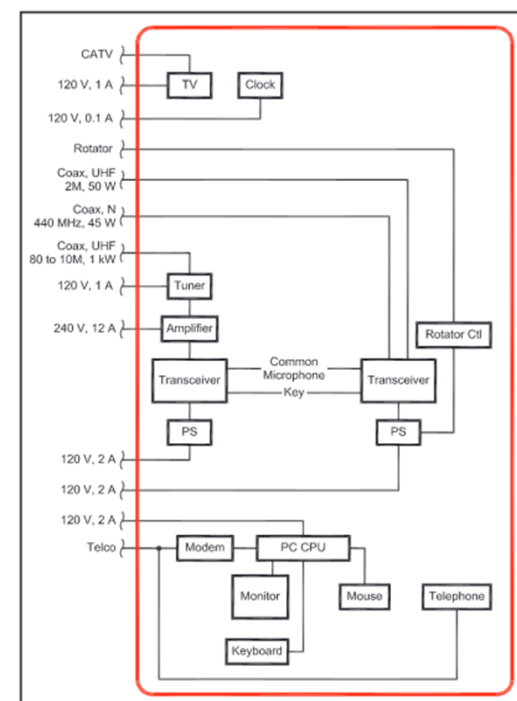 CATV
120 V, 1 A
TV
Clock
120 V, 0.1 A
Rotator
Coax, UHF
2M, 50 W
Coax, N
440 MHz, 45 W
Coax, UHF
80 to 10M, 1 kW
120 V, 1 A
Tuner
240 V, 12 A
Amplifier
Rotator Ctl
Transceiver
Common
Microphone
Key
Transceiver
PS
PS
120 V, 2 A
120 V, 2 A
120 V, 2 A
Telco
Modem
PC CPU
Monitor
Mouse
Telephone
Keyboard